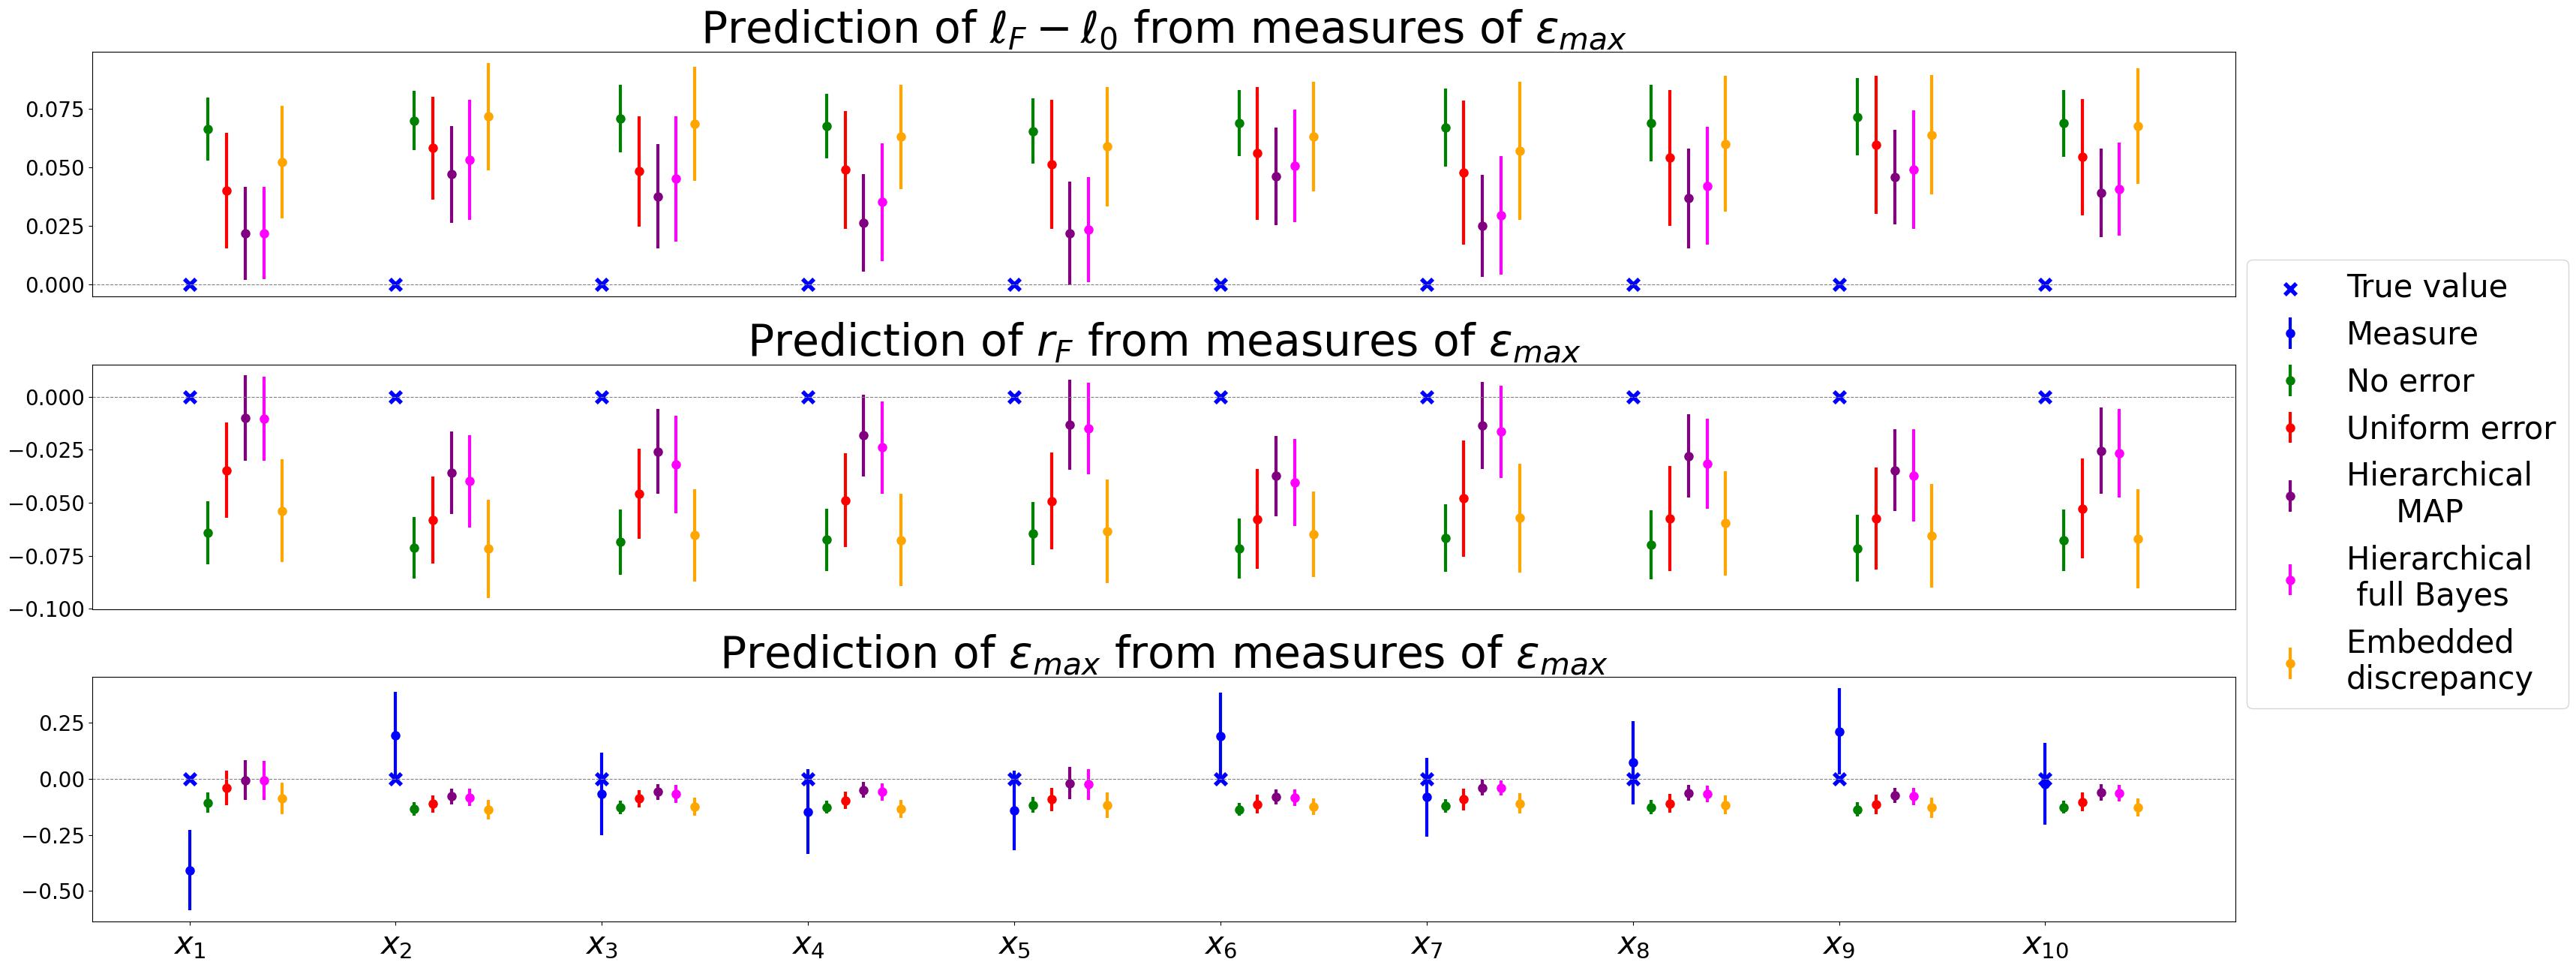 Prediction of ℓ_F − ℓ_0 from measures of ε_max
0.075
0.050
0.025
0.000
Prediction of r_F from measures of ε_max
0.000
−0.025
−0.050
−0.075
−0.100
Prediction of ε_max from measures of ε_max
0.25
0.00
−0.25
−0.50
x_1 x_2 x_3 x_4 x_5 x_6 x_7 x_8 x_9 x_10
True value
Measure
No error
Uniform error
Hierarchical
MAP
Hierarchical
full Bayes
Embedded
discrepancy